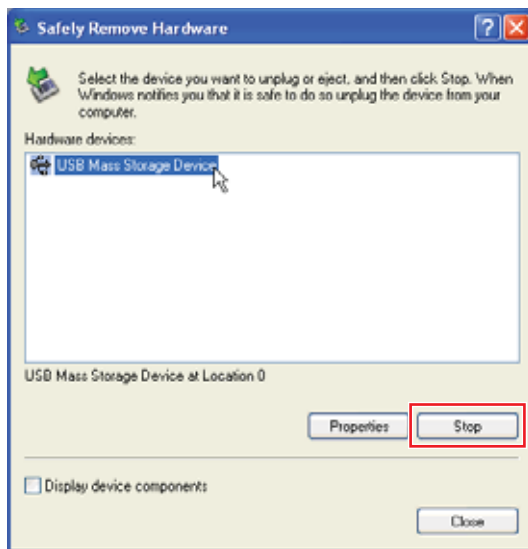 Safely Remove Hardware
Select the device you want to unplug or eject, and then click Stop. When
Windows notifies you that it is safe to do so unplug the device from your
computer.
Hardware devices:
USB Mass Storage Device
USB Mass Storage Device at Location 0
Properties
Stop
Display device components
Close